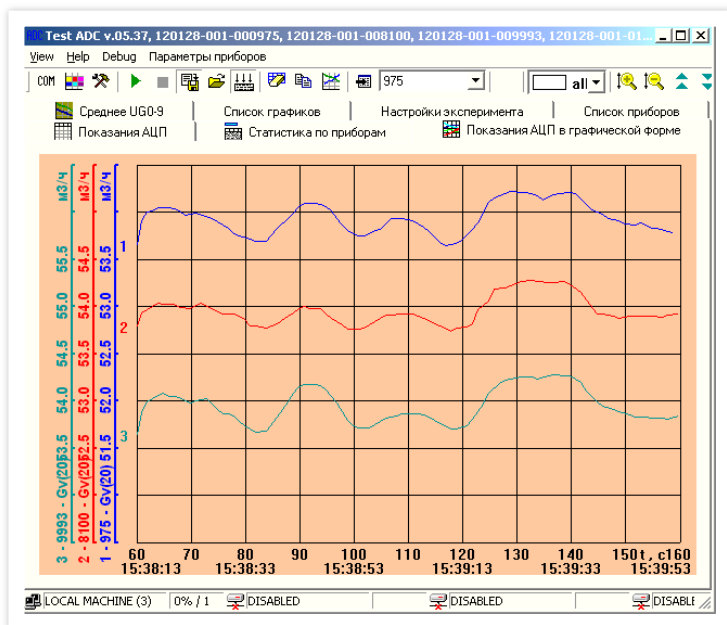 Test ADC v.05.37, 120128-001-000975, 120128-001-008100, 120128-001-009993, 120128-001-01...
View Help Debug Параметры приборов
COM 975 all
Среднее UG0-9 Список графиков Настройки эксперимента Список приборов
Показания АЦП Статистика по приборам Показания АЦП в графической форме
3 - 9993 - Gv(20) 53.5 54.0 54.5 55.0 55.5 м3/ч
2 - 8100 - Gv(20) 52.5 53.0 53.5 54.0 54.5 м3/ч
1 - 975 - Gv(20) 51.5 52.0 52.5 53.0 53.5 м3/ч
1
2
3
60 70 80 90 100 110 120 130 140 150 t, c 160
15:38:13 15:38:33 15:38:53 15:39:13 15:39:33 15:39:53
LOCAL MACHINE (3) 0% / 1 DISABLED DISABLED DISABLE